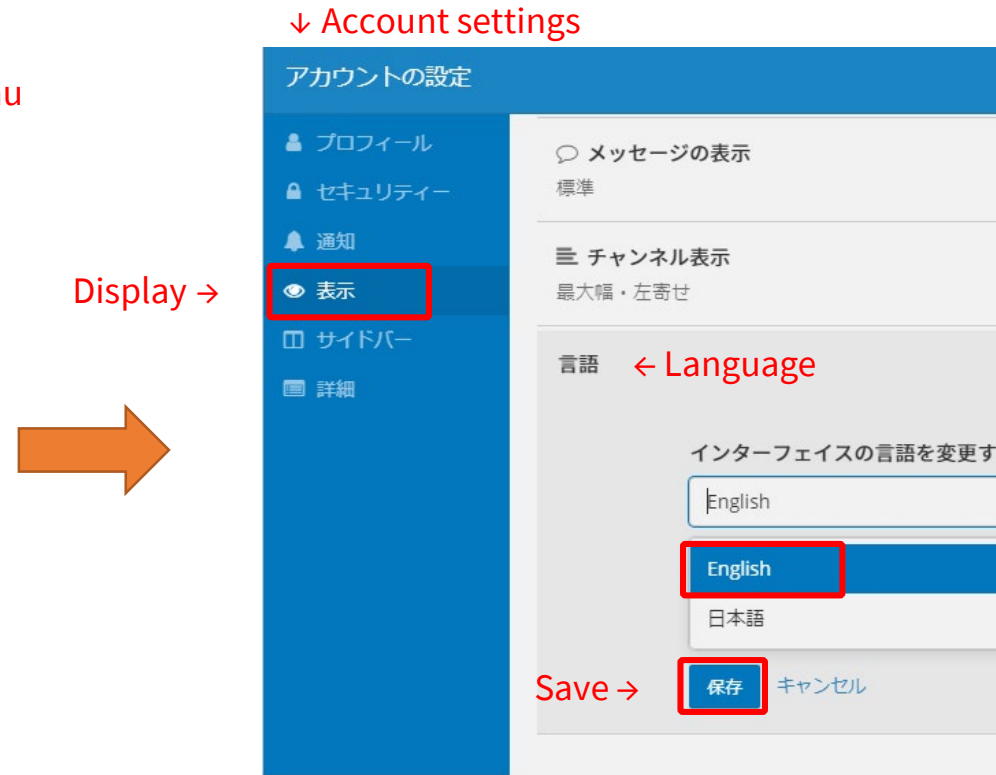 ↓ Account settings
アカウントの設定
プロフィール
セキュリティー
通知
Display →
表示
サイドバー
詳細
メッセージの表示
標準
チャンネル表示
最大幅・左寄せ
言語
← Language
インターフェイスの言語を変更す
English
English
日本語
Save →
保存
キャンセル